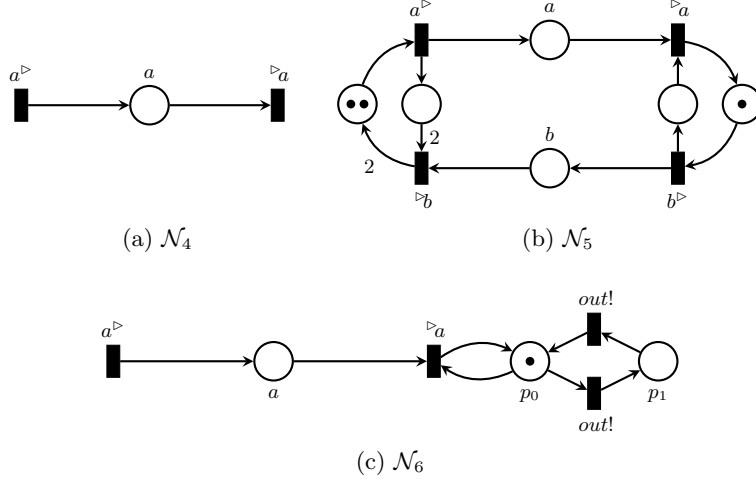 a▷ a ▷a
(a) 𝒩₄
a▷ a ▷a
2
2
b
▷b b▷
(b) 𝒩₅
a▷ a ▷a
out!
p₀ p₁
out!
(c) 𝒩₆